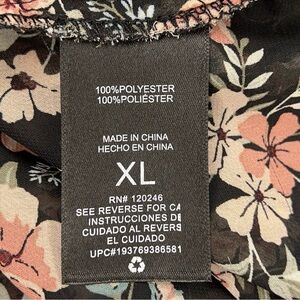 100%POLYESTER
100%POLIÉSTER
MADE IN CHINA
HECHO EN CHINA
XL
RN# 120246
SEE REVERSE FOR CA
INSTRUCCIONES DE
CUIDADO AL REVERS
EL CUIDADO
UPC#193769386581